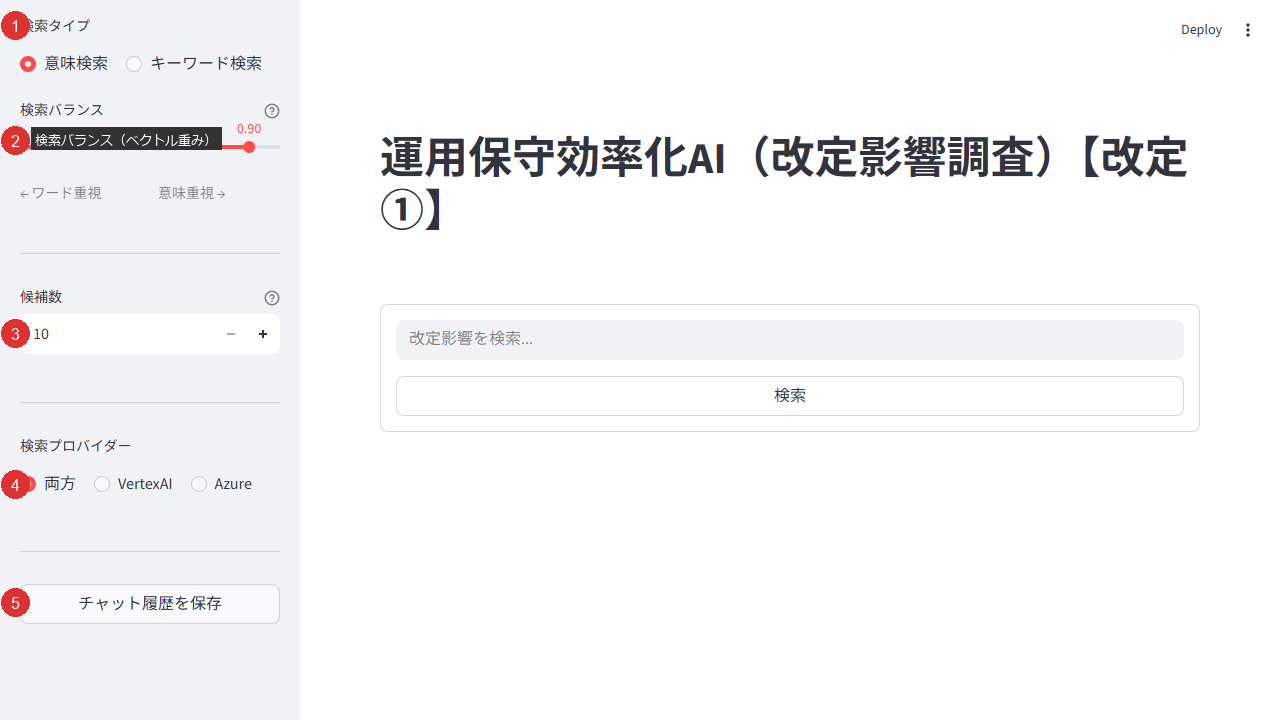 1 検索タイプ
意味検索 キーワード検索
検索バランス
0.90
2 検索バランス（ベクトル重み）
←ワード重視 意味重視→
候補数
3 10
検索プロバイダー
4 両方 VertexAI Azure
5 チャット履歴を保存
Deploy
運用保守効率化AI（改定影響調査）【改定
①】
改定影響を検索...
検索